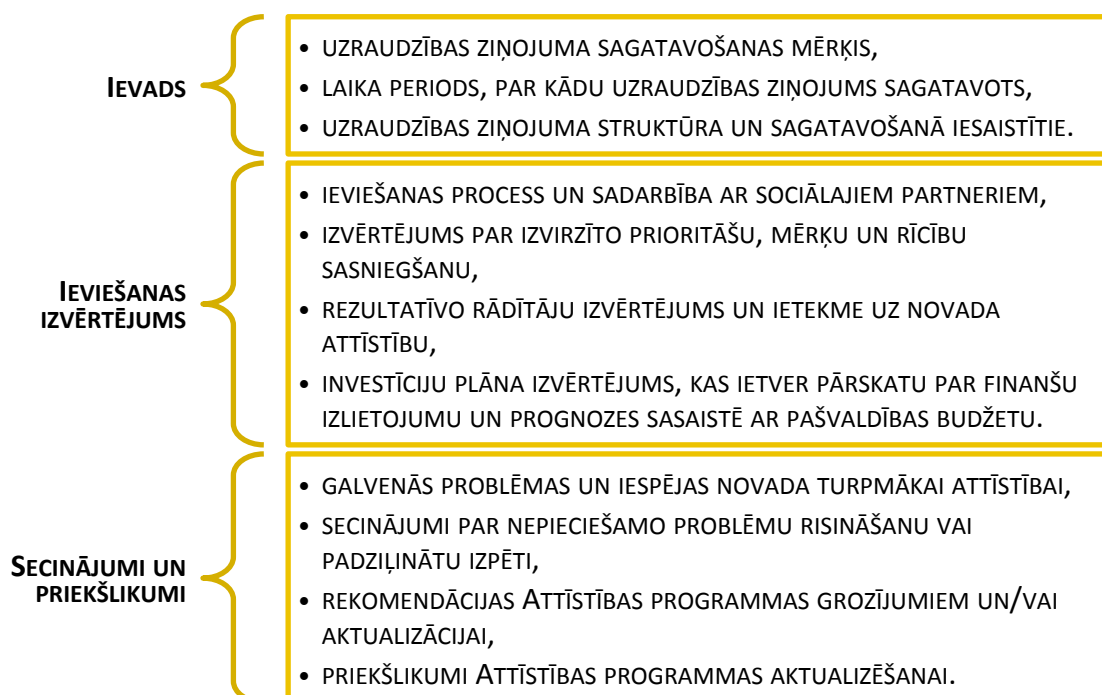 IEVADS
• UZRAUDZĪBAS ZIŅOJUMA SAGATAVOŠANAS MĒRĶIS,
• LAIKA PERIODS, PAR KĀDU UZRAUDZĪBAS ZIŅOJUMS SAGATAVOTS,
• UZRAUDZĪBAS ZIŅOJUMA STRUKTŪRA UN SAGATAVOŠANĀ IESAISTĪTIE.
IEVIEŠANAS
IZVĒRTĒJUMS
• IEVIEŠANAS PROCESS UN SADARBĪBA AR SOCIĀLAJIEM PARTNERIEM,
• IZVĒRTĒJUMS PAR IZVIRZĪTO PRIORITĀŠU, MĒRĶU UN RĪCĪBU
SASNIEGŠANU,
• REZULTATĪVO RĀDĪTĀJU IZVĒRTĒJUMS UN IETEKME UZ NOVADA
ATTĪSTĪBU,
• INVESTĪCIJU PLĀNA IZVĒRTĒJUMS, KAS IETVER PĀRSKATU PAR FINANŠU
IZLIETOJUMU UN PROGNOZES SASAISTĒ AR PAŠVALDĪBAS BUDŽETU.
SECINĀJUMI UN
PRIEKŠLIKUMI
• GALVENĀS PROBLĒMAS UN IESPĒJAS NOVADA TURPMĀKAI ATTĪSTĪBAI,
• SECINĀJUMI PAR NEPIECIEŠAMO PROBLĒMU RISINĀŠANU VAI
PADZIĻINĀTU IZPĒTI,
• REKOMENDĀCIJAS ATTĪSTĪBAS PROGRAMMAS GROZĪJUMIEM UN/VAI
AKTUALIZĀCIJAI,
• PRIEKŠLIKUMI ATTĪSTĪBAS PROGRAMMAS AKTUALIZĒŠANAI.